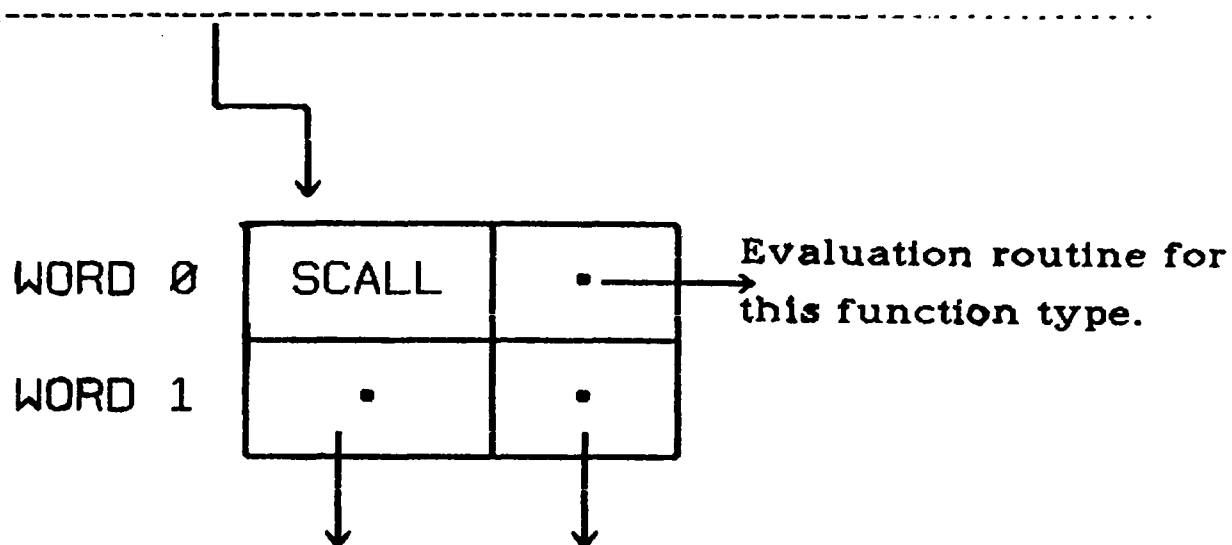 WORD 0 SCALL
Evaluation routine for
this function type.
WORD 1